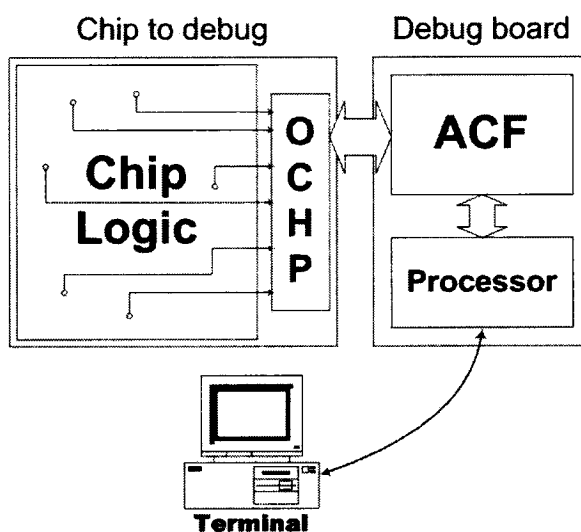 Chip to debug
Debug board
Chip
Logic
O
C
H
P
ACF
Processor
Terminal